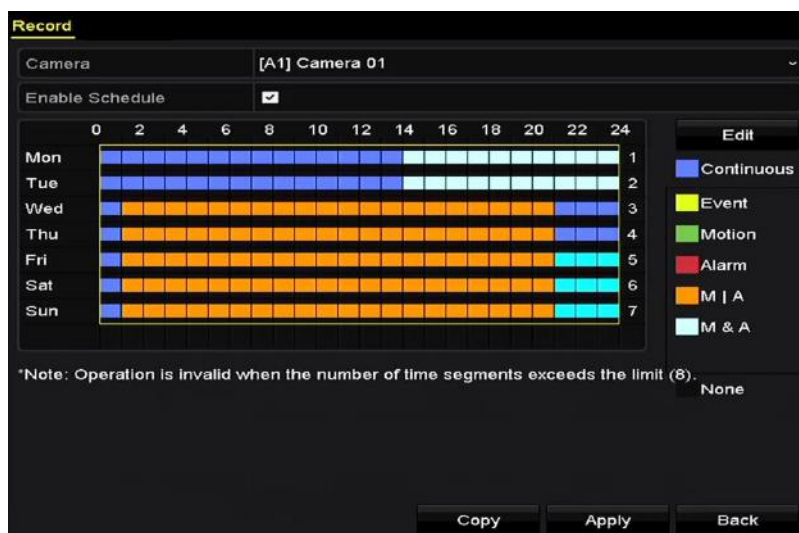 Record
Camera [A1] Camera 01
Enable Schedule
0 2 4 6 8 10 12 14 16 18 20 22 24
Edit
Mon 1
Continuous
Tue 2
Wed 3
Event
Thu 4
Motion
Fri 5
Alarm
Sat 6
M | A
Sun 7
M & A
*Note: Operation is invalid when the number of time segments exceeds the limit (8).
None
Copy Apply Back